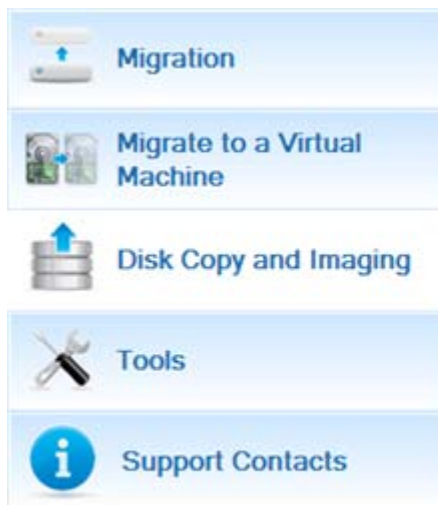 Migration
Migrate to a Virtual
Machine
Disk Copy and Imaging
Tools
Support Contacts